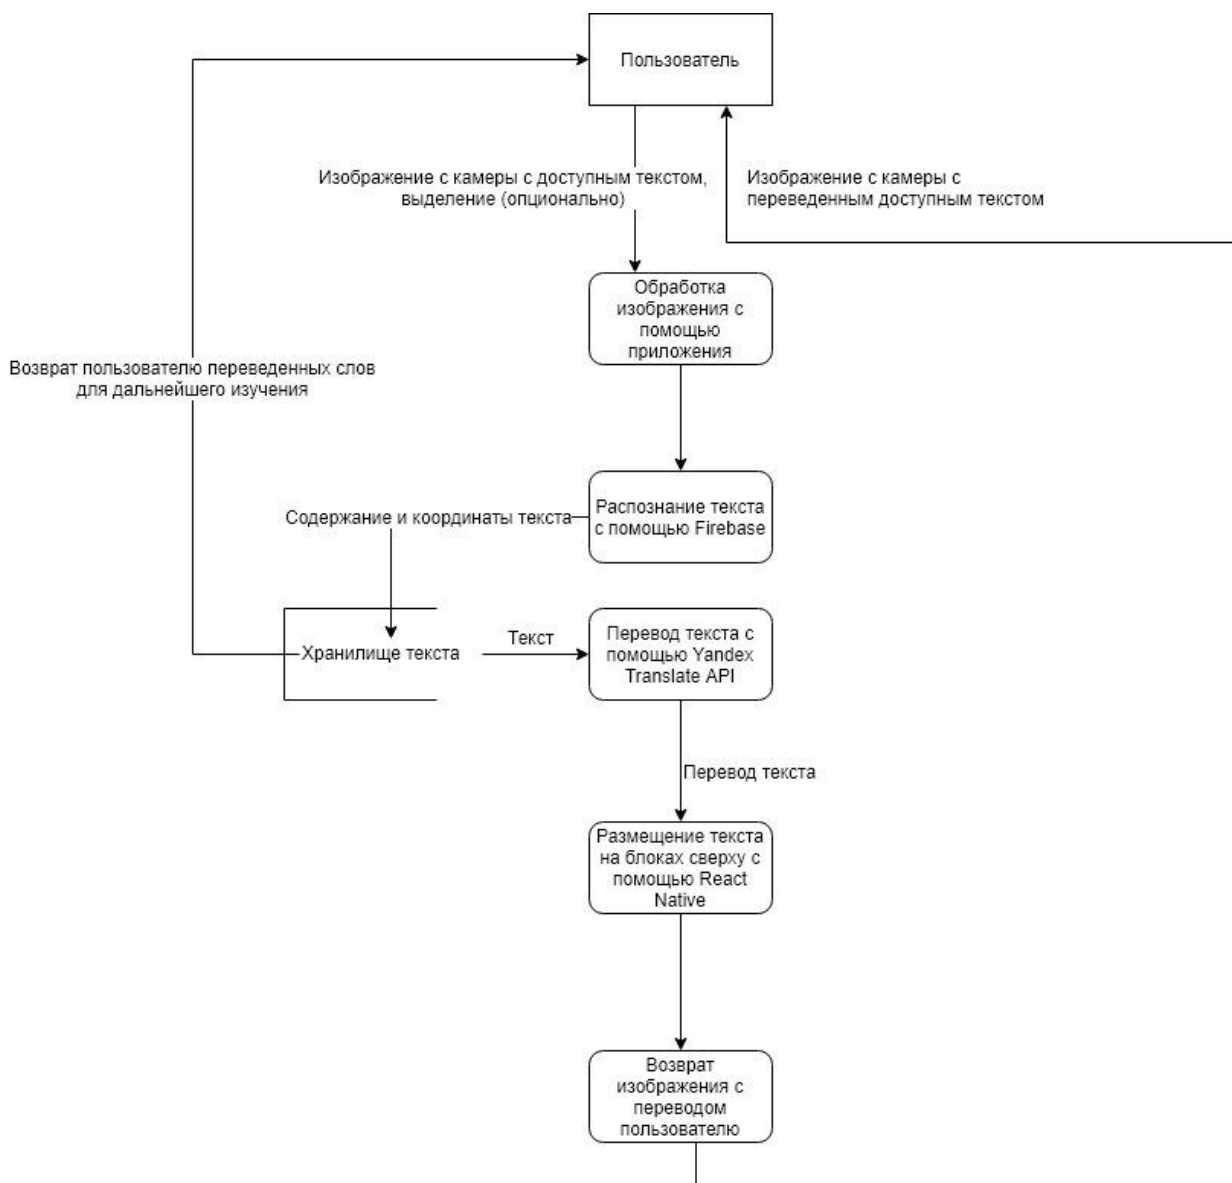 Пользователь
Изображение с камеры с доступным текстом,
выделение (опционально)
Изображение с камеры с
переведенным доступным текстом
Обработка
изображения с
помощью
приложения
Возврат пользователю переведенных слов
для дальнейшего изучения
Содержание и координаты текста
Распознание текста
с помощью Firebase
Хранилище текста
Текст
Перевод текста с
помощью Yandex
Translate API
Перевод текста
Размещение текста
на блоках сверху с
помощью React
Native
Возврат
изображения с
переводом
пользователю